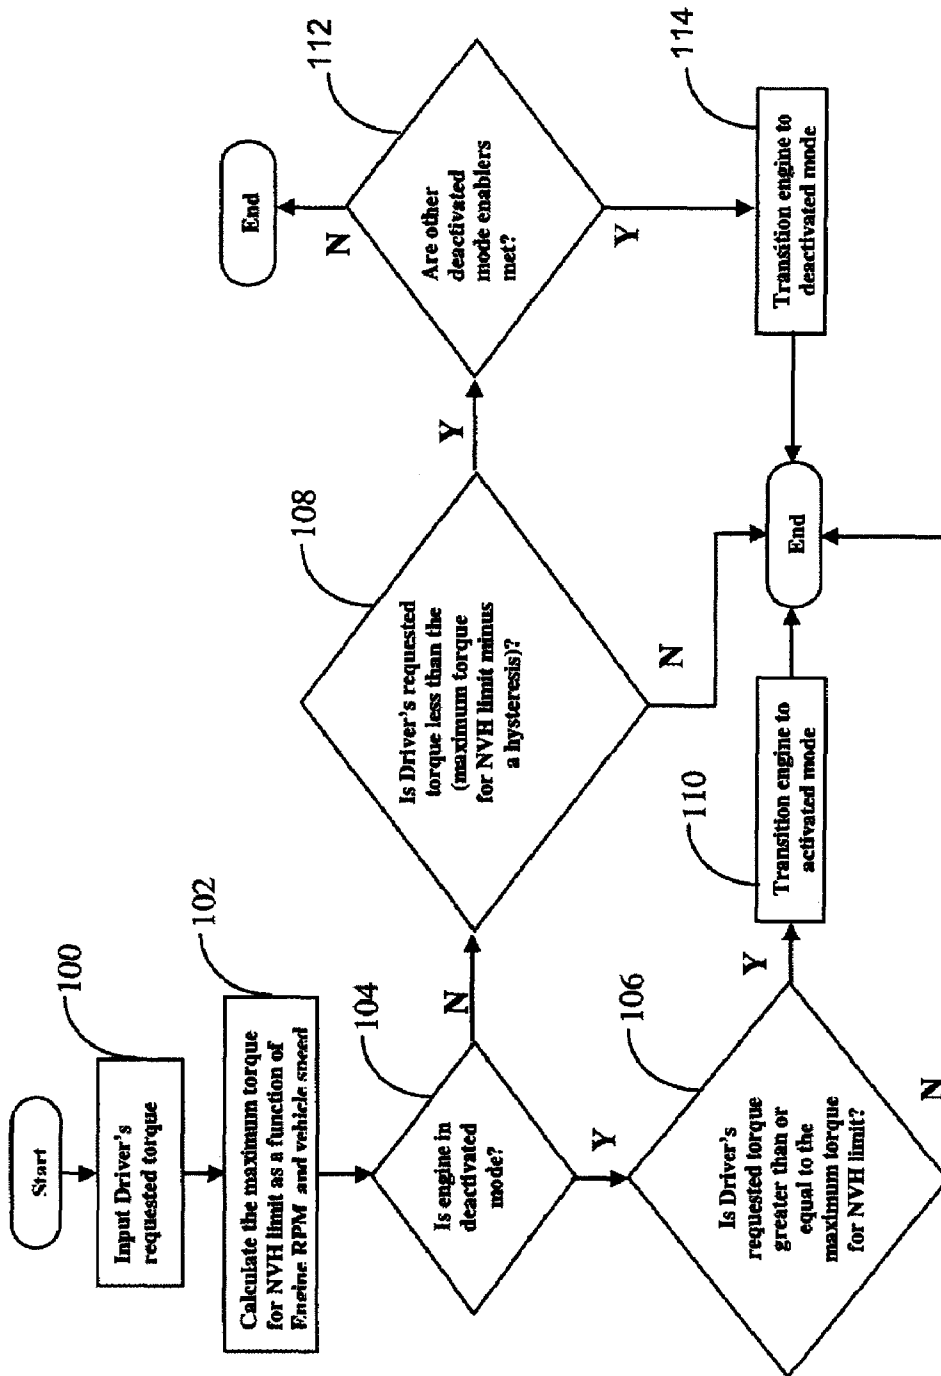 Start
100
Input Driver's
requested torque
102
Calculate the maximum torque
for NVH limit as a function of
Engine RPM and vehicle speed
104
Is engine in
deactivated
mode?
N
Y
106
Is Driver's
requested torque
greater than or
equal to the
maximum torque
for NVH limit?
Y
N
108
Is Driver's requested
torque less than the
(maximum torque
for NVH limit minus
a hysteresis)?
Y
N
110
Transition engine to
activated mode
End
112
Are other
deactivated
mode enablers
met?
N
End
Y
114
Transition engine to
deactivated mode